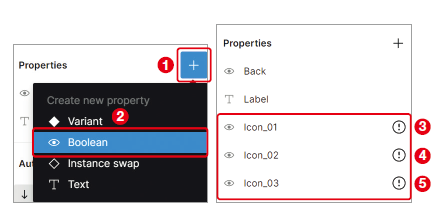 Properties
1
+
Create new property
2
Variant
Boolean
Instance swap
T Text
T
Aut
Properties
+
Back
T Label
Icon_01
3
Icon_02
4
Icon_03
5